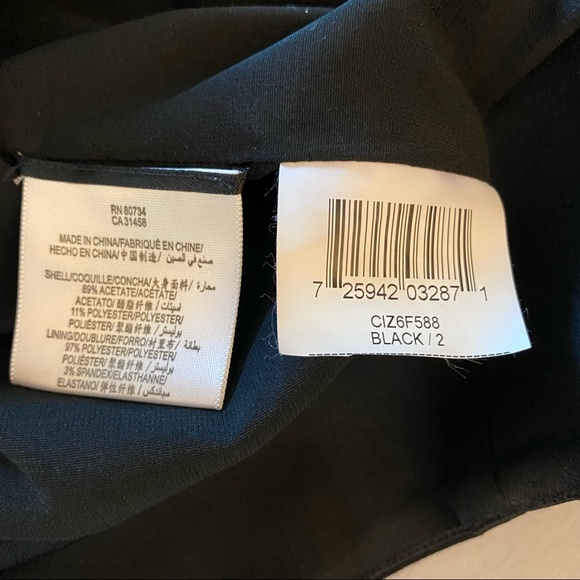 RN 80734
CA 31458
MADE IN CHINA/FABRIQUÉ EN CHINE/
HECHO EN CHINA/中国制造/ صنع في الصين
SHELL/COQUILLE/CONCHA/大身面料/ محارة/
89% ACETATE/ACÉTATE/
ACETATO/醋酯纤维/ أسيتات/
11% POLYESTER/POLYESTER/
POLIÉSTER/聚酯纤维/ بوليستر/
LINING/DOUBLURE/FORRO/衬里布/ بطانة/
97% POLYESTER/POLYESTER/
POLIÉSTER/聚酯纤维/ بوليستر/
3% SPANDEX/ELASTHANNE/
ELASTANO/弹性纤维/ سباندكس
7 25942 03287 1
CIZ6F588
BLACK / 2